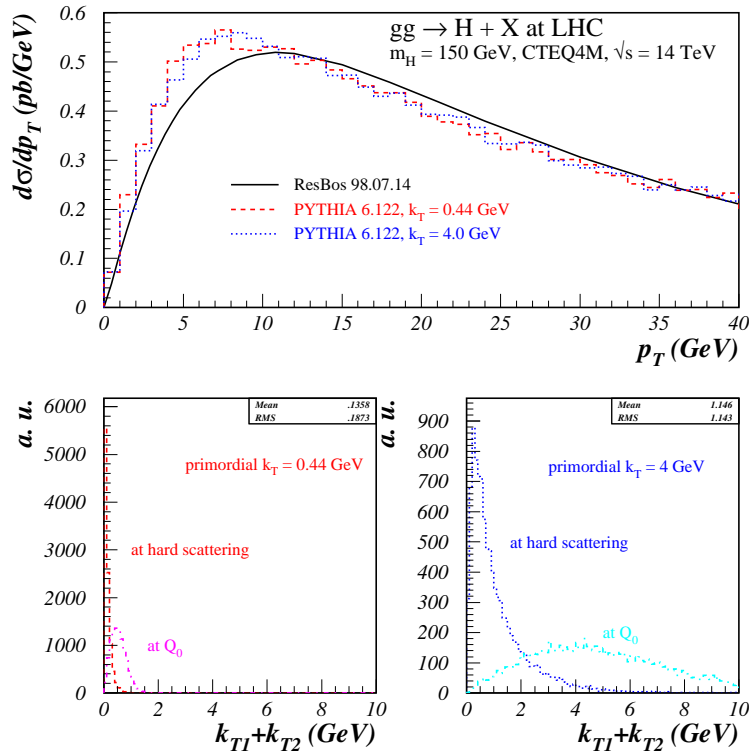 gg → H + X at LHC
m_H = 150 GeV, CTEQ4M, √s = 14 TeV
dσ/dp_T (pb/GeV)
0.5
0.4
0.3
0.2
0.1
0
ResBos 98.07.14
PYTHIA 6.122, k_T = 0.44 GeV
PYTHIA 6.122, k_T = 4.0 GeV
0 5 10 15 20 25 30 35 40
p_T (GeV)
a. u.
6000
5000
4000
3000
2000
1000
0
Mean .1358
RMS .1873
primordial k_T = 0.44 GeV
at hard scattering
at Q_0
0 2 4 6 8 10
k_T1+k_T2 (GeV)
a. u.
900
800
700
600
500
400
300
200
100
0
Mean 1.146
RMS 1.143
primordial k_T = 4 GeV
at hard scattering
at Q_0
0 2 4 6 8 10
k_T1+k_T2 (GeV)